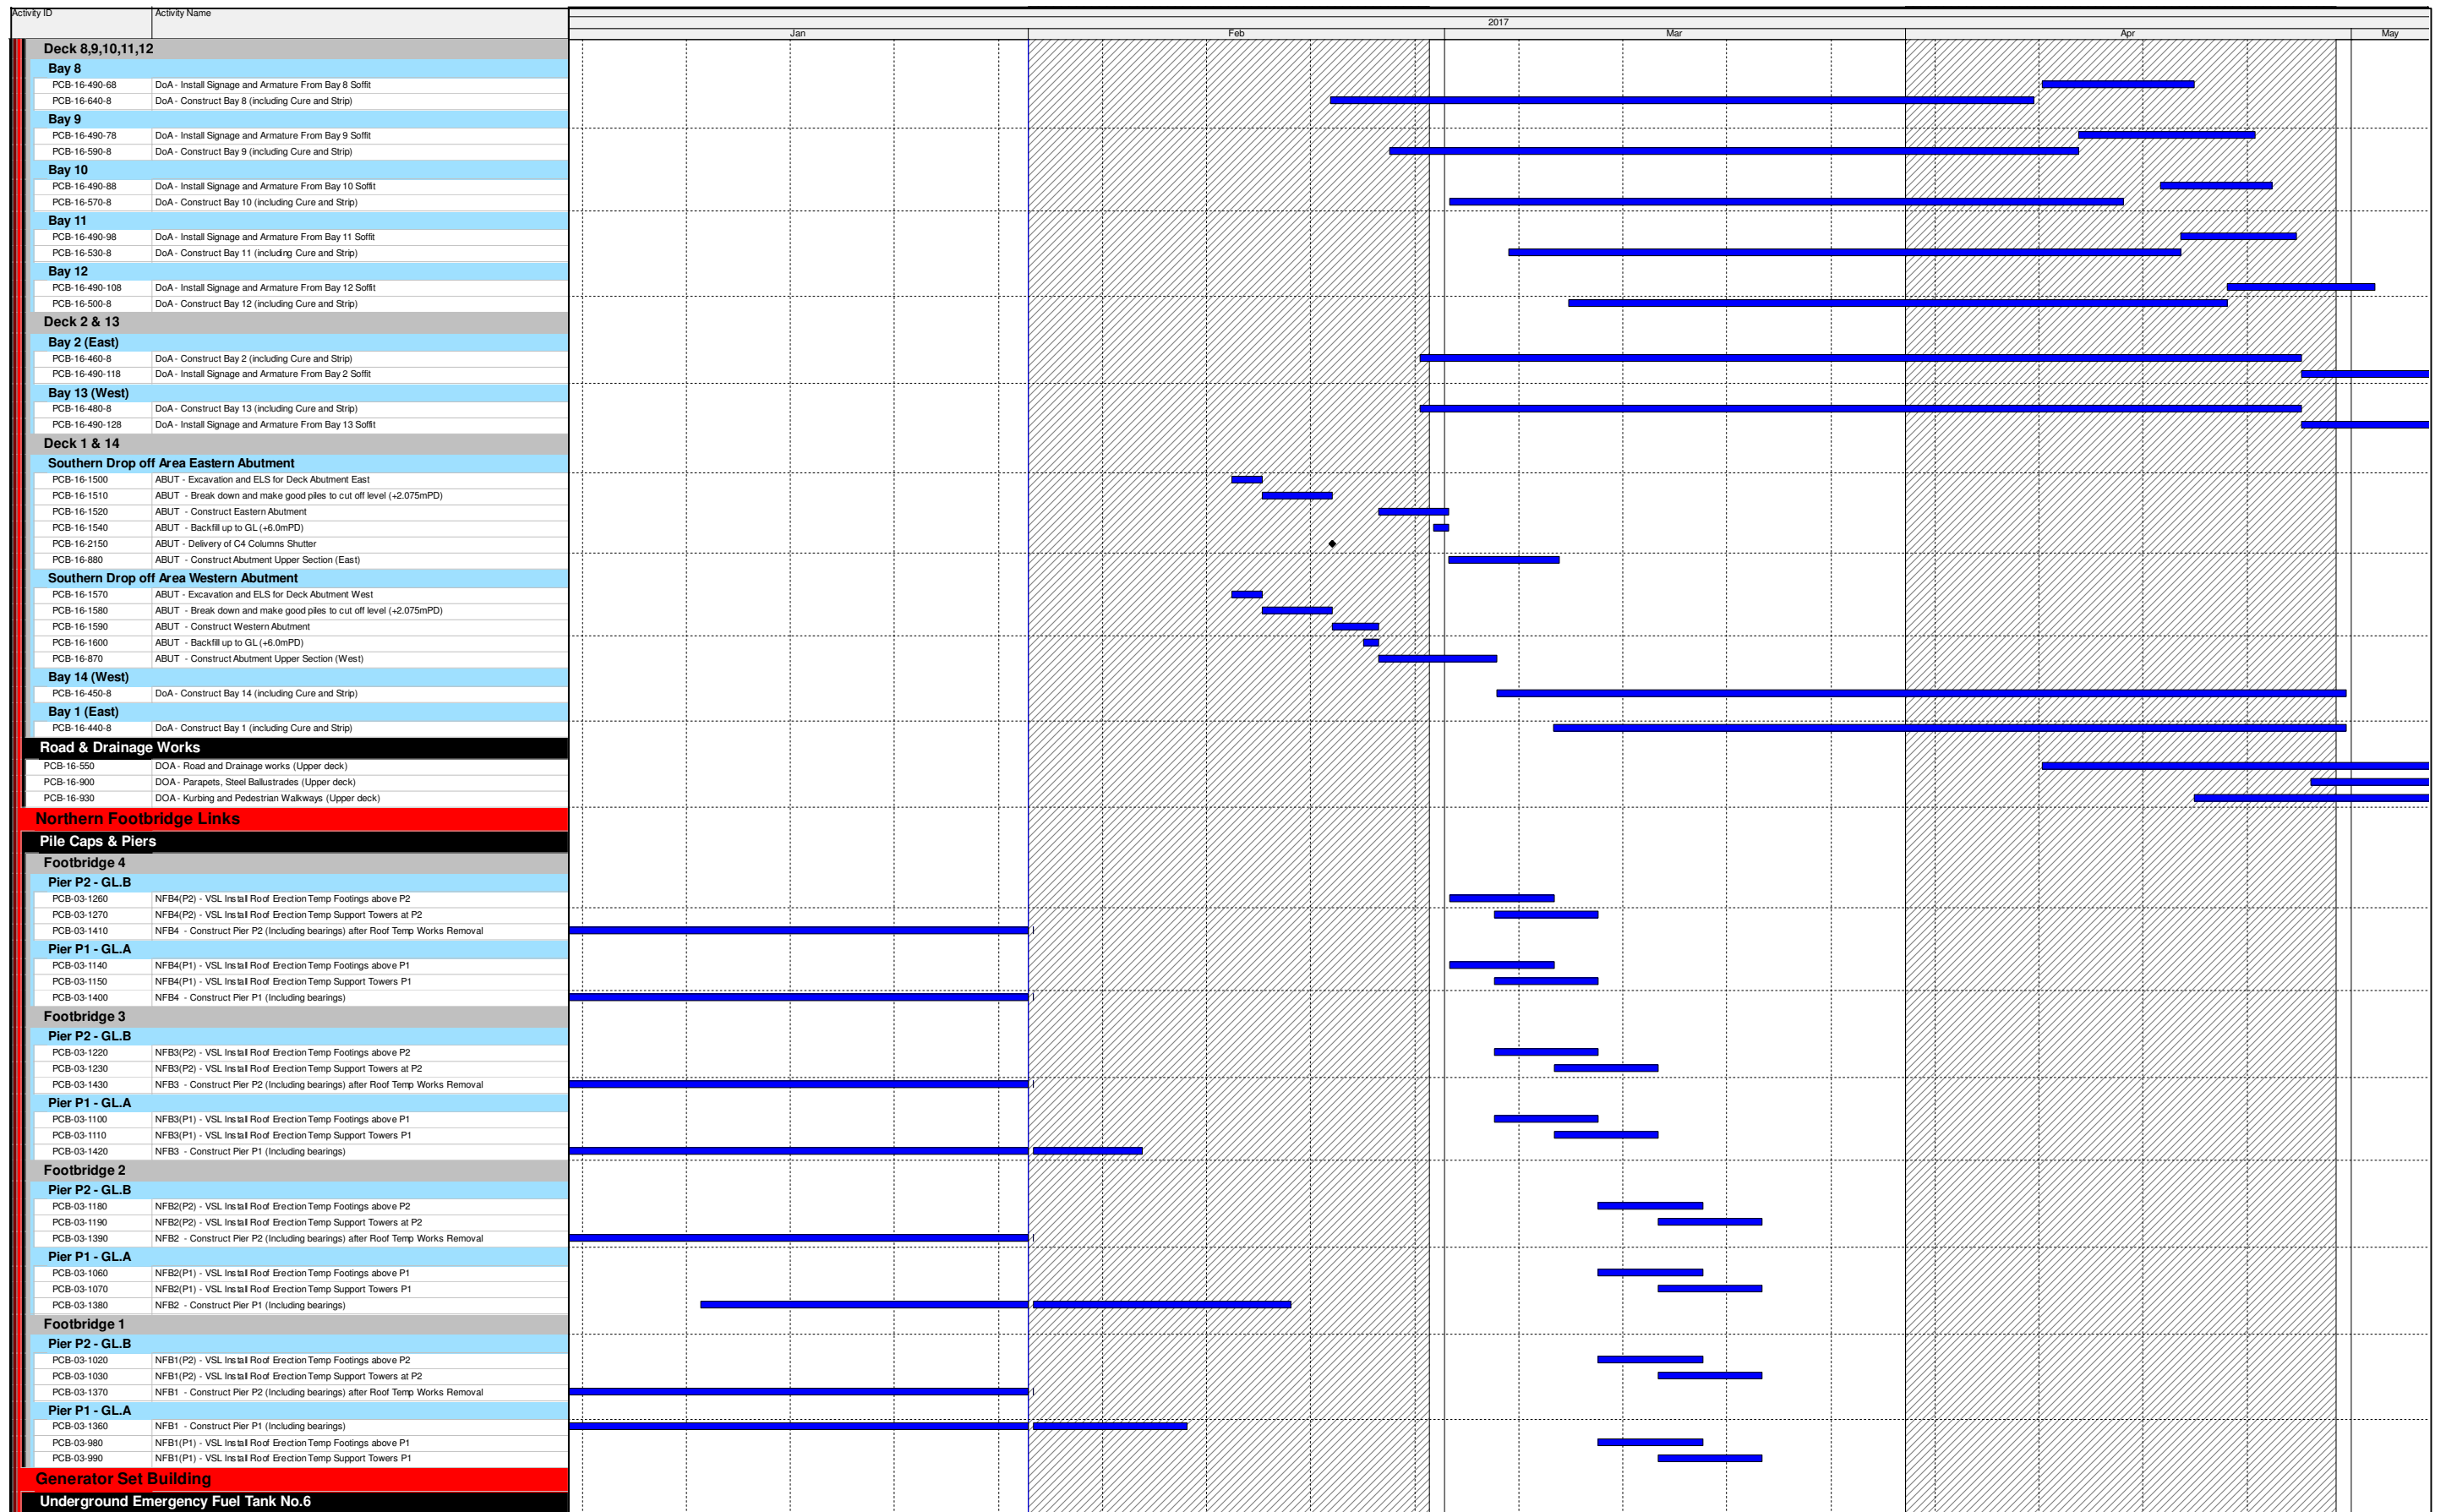 Activity ID Activity Name
2017
Jan Feb Mar Apr May
Deck 8,9,10,11,12
Bay 8
PCB-16-490-68 DoA - Install Signage and Armature From Bay 8 Soffit
PCB-16-640-8 DoA - Construct Bay 8 (including Cure and Strip)
Bay 9
PCB-16-490-78 DoA - Install Signage and Armature From Bay 9 Soffit
PCB-16-590-8 DoA - Construct Bay 9 (including Cure and Strip)
Bay 10
PCB-16-490-88 DoA - Install Signage and Armature From Bay 10 Soffit
PCB-16-570-8 DoA - Construct Bay 10 (including Cure and Strip)
Bay 11
PCB-16-490-98 DoA - Install Signage and Armature From Bay 11 Soffit
PCB-16-530-8 DoA - Construct Bay 11 (including Cure and Strip)
Bay 12
PCB-16-490-108 DoA - Install Signage and Armature From Bay 12 Soffit
PCB-16-500-8 DoA - Construct Bay 12 (including Cure and Strip)
Deck 2 & 13
Bay 2 (East)
PCB-16-460-8 DoA - Construct Bay 2 (including Cure and Strip)
PCB-16-490-118 DoA - Install Signage and Armature From Bay 2 Soffit
Bay 13 (West)
PCB-16-480-8 DoA - Construct Bay 13 (including Cure and Strip)
PCB-16-490-128 DoA - Install Signage and Armature From Bay 13 Soffit
Deck 1 & 14
Southern Drop off Area Eastern Abutment
PCB-16-1500 ABUT - Excavation and ELS for Deck Abutment East
PCB-16-1510 ABUT - Break down and make good piles to cut off level (+2.075mPD)
PCB-16-1520 ABUT - Construct Eastern Abutment
PCB-16-1540 ABUT - Backfill up to GL (+6.0mPD)
PCB-16-2150 ABUT - Delivery of C4 Columns Shutter
PCB-16-880 ABUT - Construct Abutment Upper Section (East)
Southern Drop off Area Western Abutment
PCB-16-1570 ABUT - Excavation and ELS for Deck Abutment West
PCB-16-1580 ABUT - Break down and make good piles to cut off level (+2.075mPD)
PCB-16-1590 ABUT - Construct Western Abutment
PCB-16-1600 ABUT - Backfill up to GL (+6.0mPD)
PCB-16-870 ABUT - Construct Abutment Upper Section (West)
Bay 14 (West)
PCB-16-450-8 DoA - Construct Bay 14 (including Cure and Strip)
Bay 1 (East)
PCB-16-440-8 DoA - Construct Bay 1 (including Cure and Strip)
Road & Drainage Works
PCB-16-550 DOA - Road and Drainage works (Upper deck)
PCB-16-900 DOA - Parapets, Steel Ballustrades (Upper deck)
PCB-16-930 DOA - Kurbing and Pedestrian Walkways (Upper deck)
Northern Footbridge Links
Pile Caps & Piers
Footbridge 4
Pier P2 - GL.B
PCB-03-1260 NFB4(P2) - VSL Install Roof Erection Temp Footings above P2
PCB-03-1270 NFB4(P2) - VSL Install Roof Erection Temp Support Towers at P2
PCB-03-1410 NFB4 - Construct Pier P2 (Including bearings) after Roof Temp Works Removal
Pier P1 - GL.A
PCB-03-1140 NFB4(P1) - VSL Install Roof Erection Temp Footings above P1
PCB-03-1150 NFB4(P1) - VSL Install Roof Erection Temp Support Towers P1
PCB-03-1400 NFB4 - Construct Pier P1 (Including bearings)
Footbridge 3
Pier P2 - GL.B
PCB-03-1220 NFB3(P2) - VSL Install Roof Erection Temp Footings above P2
PCB-03-1230 NFB3(P2) - VSL Install Roof Erection Temp Support Towers at P2
PCB-03-1430 NFB3 - Construct Pier P2 (Including bearings) after Roof Temp Works Removal
Pier P1 - GL.A
PCB-03-1100 NFB3(P1) - VSL Install Roof Erection Temp Footings above P1
PCB-03-1110 NFB3(P1) - VSL Install Roof Erection Temp Support Towers P1
PCB-03-1420 NFB3 - Construct Pier P1 (Including bearings)
Footbridge 2
Pier P2 - GL.B
PCB-03-1180 NFB2(P2) - VSL Install Roof Erection Temp Footings above P2
PCB-03-1190 NFB2(P2) - VSL Install Roof Erection Temp Support Towers at P2
PCB-03-1390 NFB2 - Construct Pier P2 (Including bearings) after Roof Temp Works Removal
Pier P1 - GL.A
PCB-03-1060 NFB2(P1) - VSL Install Roof Erection Temp Footings above P1
PCB-03-1070 NFB2(P1) - VSL Install Roof Erection Temp Support Towers P1
PCB-03-1380 NFB2 - Construct Pier P1 (Including bearings)
Footbridge 1
Pier P2 - GL.B
PCB-03-1020 NFB1(P2) - VSL Install Roof Erection Temp Footings above P2
PCB-03-1030 NFB1(P2) - VSL Install Roof Erection Temp Support Towers at P2
PCB-03-1370 NFB1 - Construct Pier P2 (Including bearings) after Roof Temp Works Removal
Pier P1 - GL.A
PCB-03-1360 NFB1 - Construct Pier P1 (Including bearings)
PCB-03-980 NFB1(P1) - VSL Install Roof Erection Temp Footings above P1
PCB-03-990 NFB1(P1) - VSL Install Roof Erection Temp Support Towers P1
Generator Set Building
Underground Emergency Fuel Tank No.6